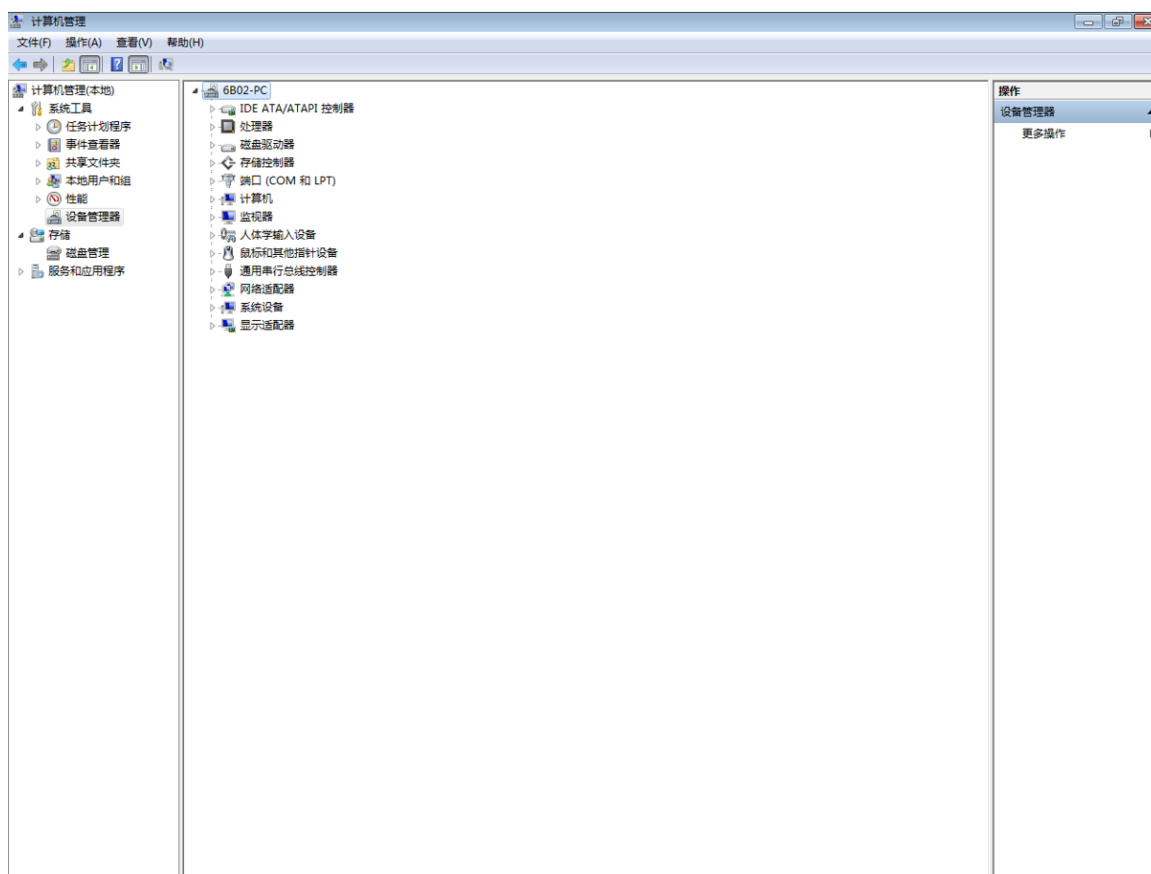 计算机管理
文件(F) 操作(A) 查看(V) 帮助(H)
计算机管理(本地)
系统工具
任务计划程序
事件查看器
共享文件夹
本地用户和组
性能
设备管理器
存储
磁盘管理
服务和应用程序
6B02-PC
IDE ATA/ATAPI 控制器
处理器
磁盘驱动器
存储控制器
端口 (COM 和 LPT)
计算机
监视器
人体学输入设备
鼠标和其他指针设备
通用串行总线控制器
网络适配器
系统设备
显示适配器
操作
设备管理器
更多操作